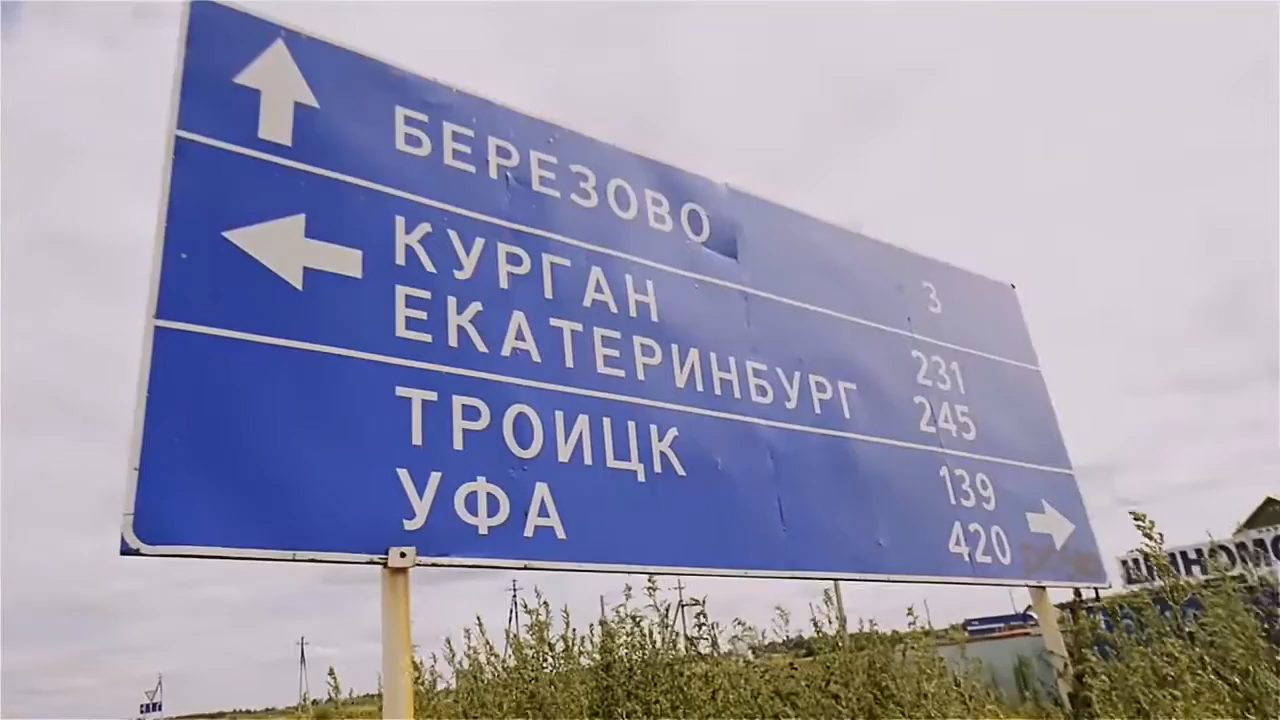 БЕРЕЗОВО 3
КУРГАН 231
ЕКАТЕРИНБУРГ 245
ТРОИЦК 139
УФА 420